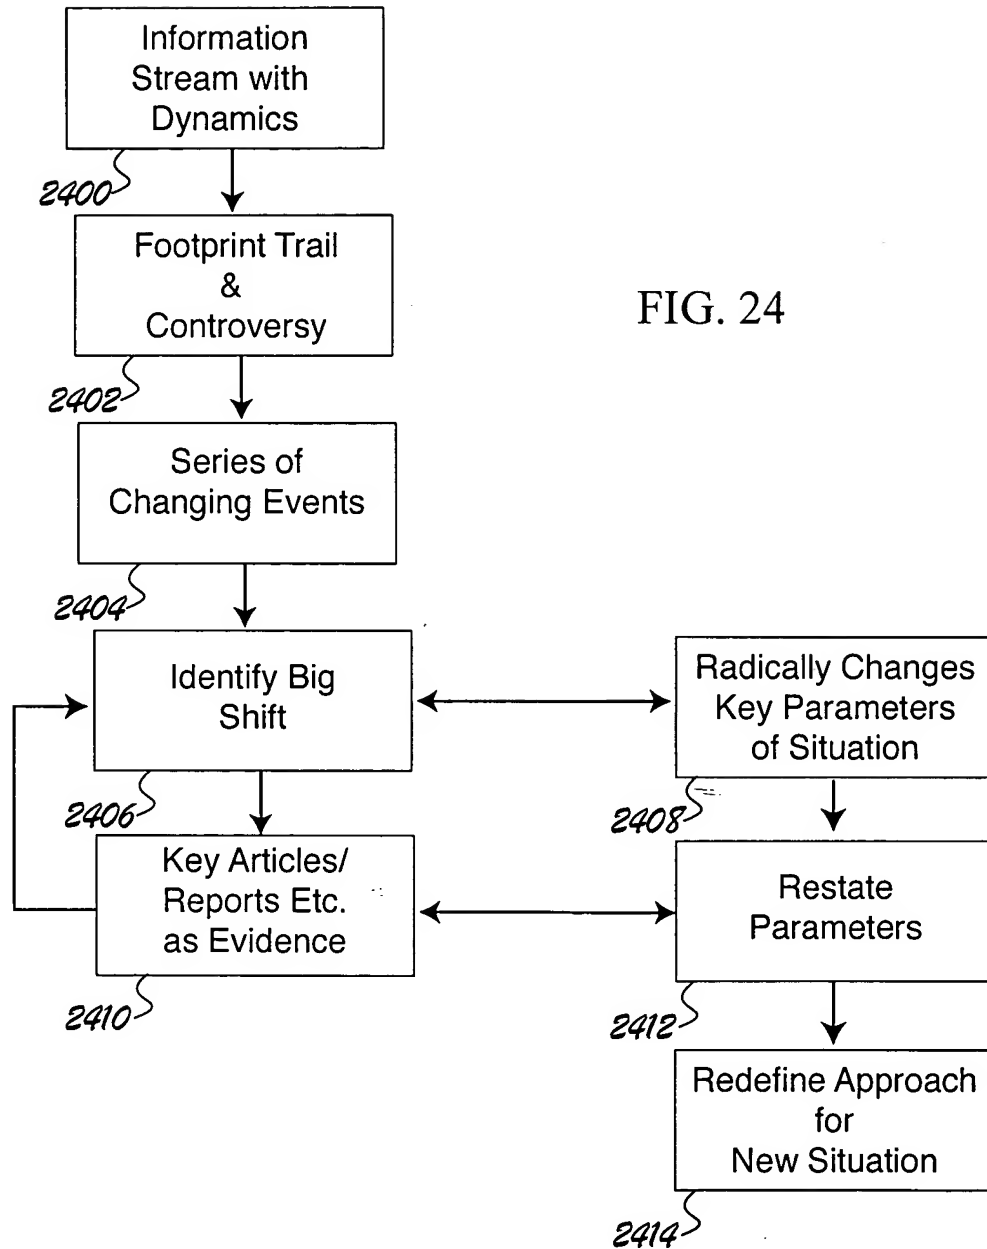 Information
Stream with
Dynamics
2400
Footprint Trail
&
Controversy
2402
FIG. 24
Series of
Changing Events
2404
Identify Big
Shift
2406
Radically Changes
Key Parameters
of Situation
2408
Key Articles/
Reports Etc.
as Evidence
2410
Restate
Parameters
2412
Redefine Approach
for
New Situation
2414